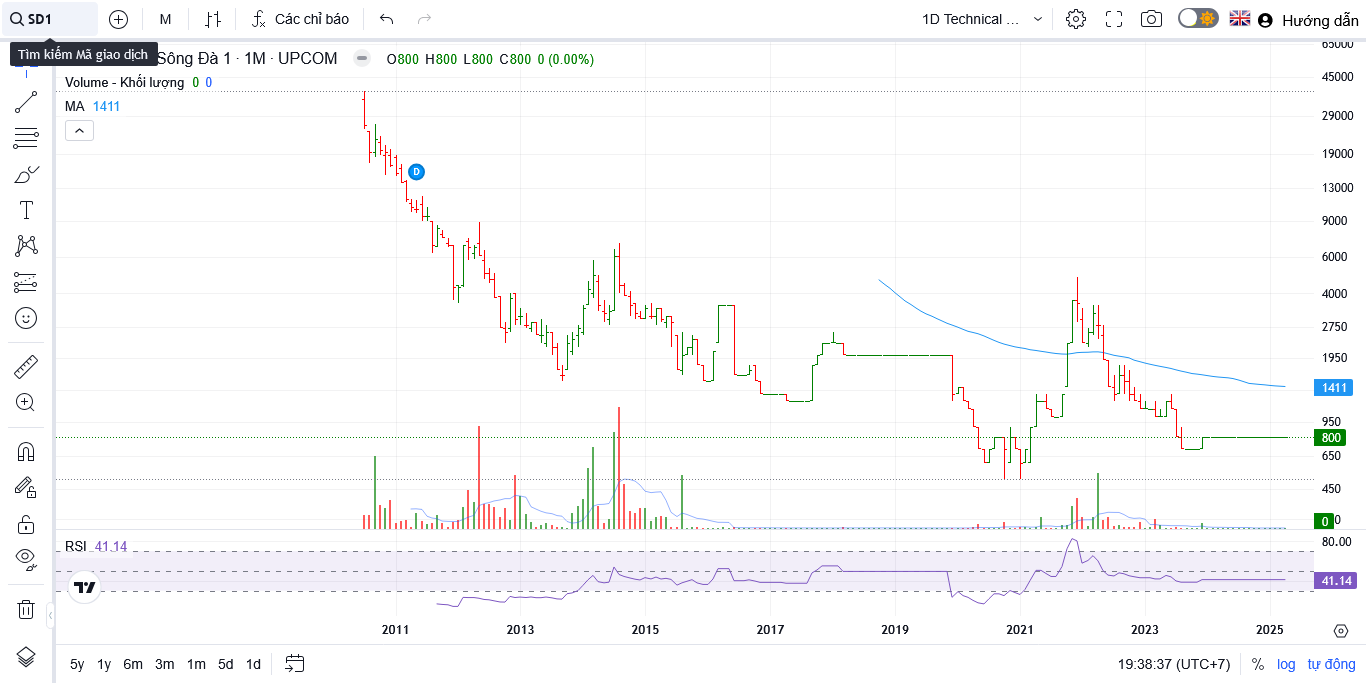 SD1
M
Các chỉ báo
1D Technical ...
Hướng dẫn
Tìm kiếm Mã giao dịch
Sông Đà 1 · 1M · UPCOM
O800 H800 L800 C800 0 (0.00%)
Volume - Khối lượng 0 0
MA 1411
D
65000
45000
29000
19000
13000
9000
6000
4000
2750
1950
1411
950
800
650
450
0
0
RSI 41.14
80.00
41.14
2011
2013
2015
2017
2019
2021
2023
2025
5y 1y 6m 3m 1m 5d 1d
19:38:37 (UTC+7)
%
log
tự động